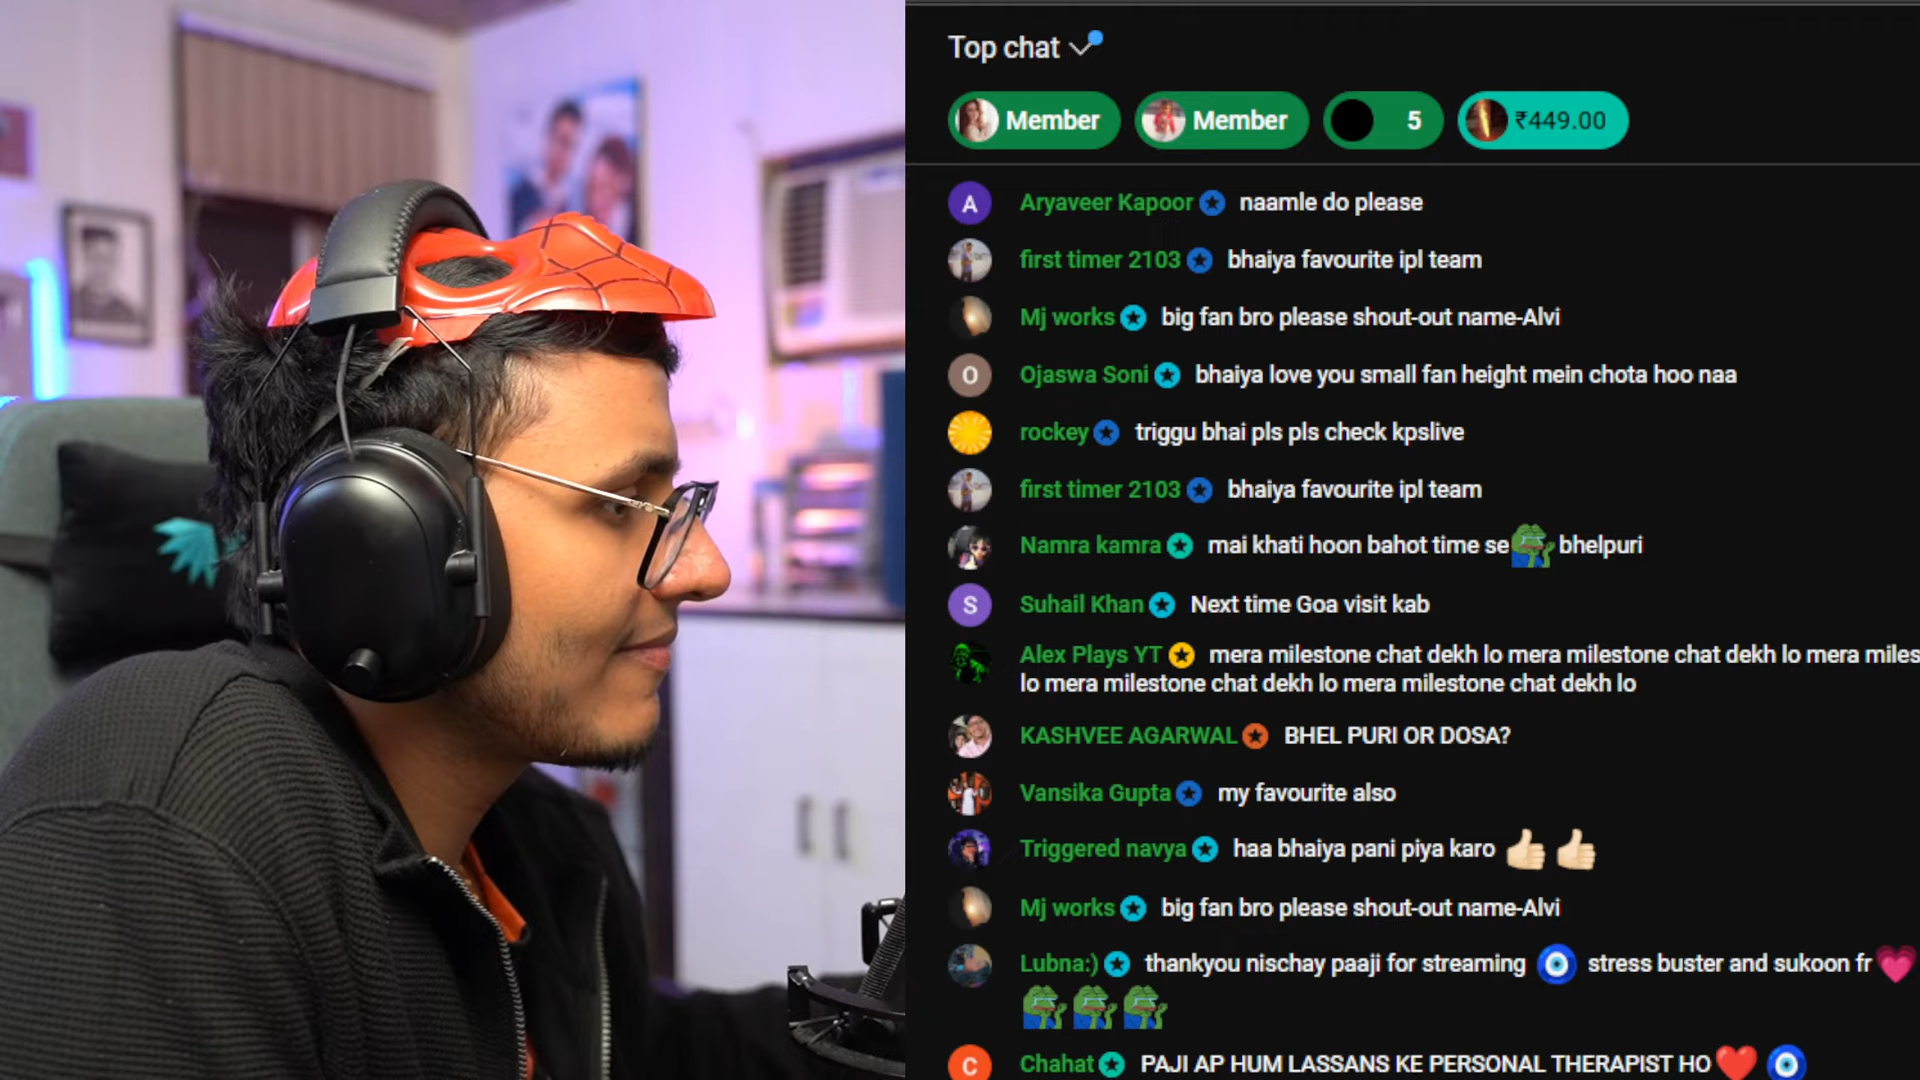 Top chat
Member Member 5 ₹449.00
A Aryaveer Kapoor naamle do please
first timer 2103 bhaiya favourite ipl team
Mj works big fan bro please shout-out name-Alvi
O Ojaswa Soni bhaiya love you small fan height mein chota hoo naa
rockey triggu bhai pls pls check kpslive
first timer 2103 bhaiya favourite ipl team
Namra kamra mai khati hoon bahot time se bhelpuri
S Suhail Khan Next time Goa visit kab
Alex Plays YT mera milestone chat dekh lo mera milestone chat dekh lo mera miles
lo mera milestone chat dekh lo mera milestone chat dekh lo
KASHVEE AGARWAL BHEL PURI OR DOSA?
Vansika Gupta my favourite also
Triggered navya haa bhaiya pani piya karo 👍🏻 👍🏻
Mj works big fan bro please shout-out name-Alvi
Lubna:) thankyou nischay paaji for streaming 🧿 stress buster and sukoon fr 💗
C Chahat PAJI AP HUM LASSANS KE PERSONAL THERAPIST HO ❤️ 🧿